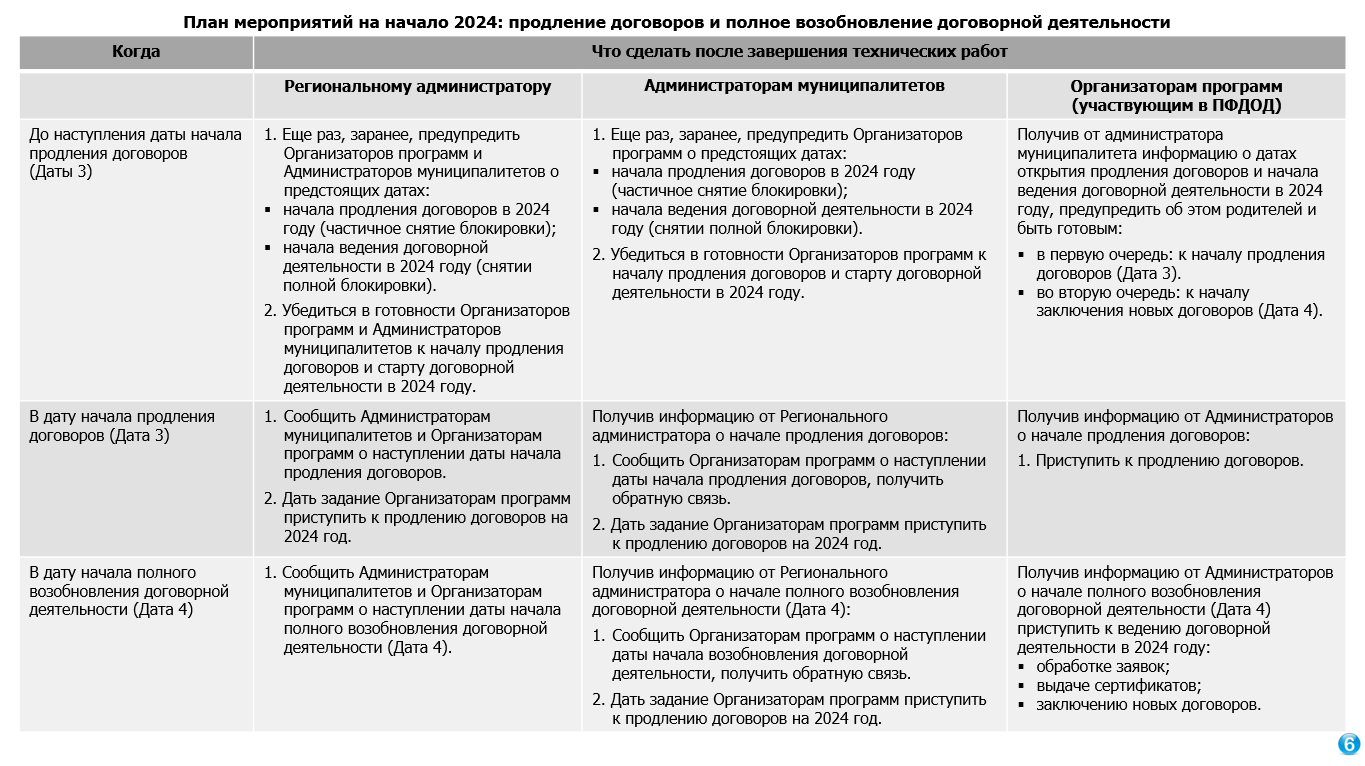 План мероприятий на начало 2024: продление договоров и полное возобновление договорной деятельности
Когда
Что сделать после завершения технических работ
Региональному администратору
Администраторам муниципалитетов
Организаторам программ
(участвующим в ПФДОД)
До наступления даты начала
продления договоров
(Даты 3)
1. Еще раз, заранее, предупредить
Организаторов программ и
Администраторов муниципалитетов о
предстоящих датах:
▪ начала продления договоров в 2024
году (частичное снятие блокировки);
▪ начала ведения договорной
деятельности в 2024 году (снятии
полной блокировки).
2. Убедиться в готовности Организаторов
программ и Администраторов
муниципалитетов к началу продления
договоров и старту договорной
деятельности в 2024 году.
1. Еще раз, заранее, предупредить Организаторов
программ о предстоящих датах:
▪ начала продления договоров в 2024 году
(частичное снятие блокировки);
▪ начала ведения договорной деятельности в 2024
году (снятии полной блокировки).
2. Убедиться в готовности Организаторов программ к
началу продления договоров и старту договорной
деятельности в 2024 году.
Получив от администратора
муниципалитета информацию о датах
открытия продления договоров и начала
ведения договорной деятельности в 2024
году, предупредить об этом родителей и
быть готовым:
▪ в первую очередь: к началу продления
договоров (Дата 3).
▪ во вторую очередь: к началу
заключения новых договоров (Дата 4).
В дату начала продления
договоров (Дата 3)
1. Сообщить Администраторам
муниципалитетов и Организаторам
программ о наступлении даты начала
продления договоров.
2. Дать задание Организаторам программ
приступить к продлению договоров на
2024 год.
Получив информацию от Регионального
администратора о начале продления договоров:
1. Сообщить Организаторам программ о наступлении
даты начала продления договоров, получить
обратную связь.
2. Дать задание Организаторам программ приступить
к продлению договоров на 2024 год.
Получив информацию от Администраторов
о начале продления договоров:
1. Приступить к продлению договоров.
В дату начала полного
возобновления договорной
деятельности (Дата 4)
1. Сообщить Администраторам
муниципалитетов и Организаторам
программ о наступлении даты начала
полного возобновления договорной
деятельности (Дата 4).
Получив информацию от Регионального
администратора о начале полного возобновления
договорной деятельности (Дата 4):
1. Сообщить Организаторам программ о наступлении
даты начала возобновления договорной
деятельности, получить обратную связь.
2. Дать задание Организаторам программ приступить
к продлению договоров на 2024 год.
Получив информацию от Администраторов
о начале полного возобновления
договорной деятельности (Дата 4)
приступить к ведению договорной
деятельности в 2024 году:
▪ обработке заявок;
▪ выдаче сертификатов;
▪ заключению новых договоров.
6